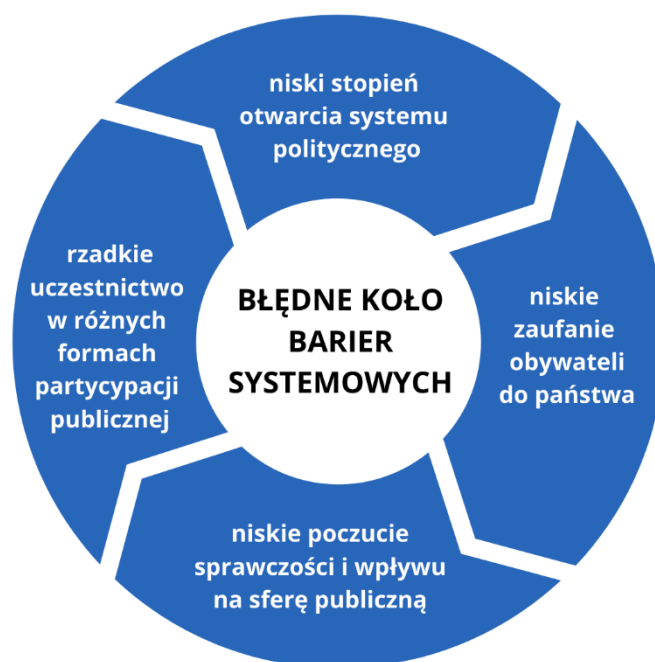 niski stopień
otwarcia systemu
politycznego
niskie
zaufanie
obywateli
do państwa
niskie poczucie
sprawczości i wpływu
na sferę publiczną
rzadkie
uczestnictwo
w różnych
formach
partycypacji
publicznej
BŁĘDNE KOŁO
BARIER
SYSTEMOWYCH